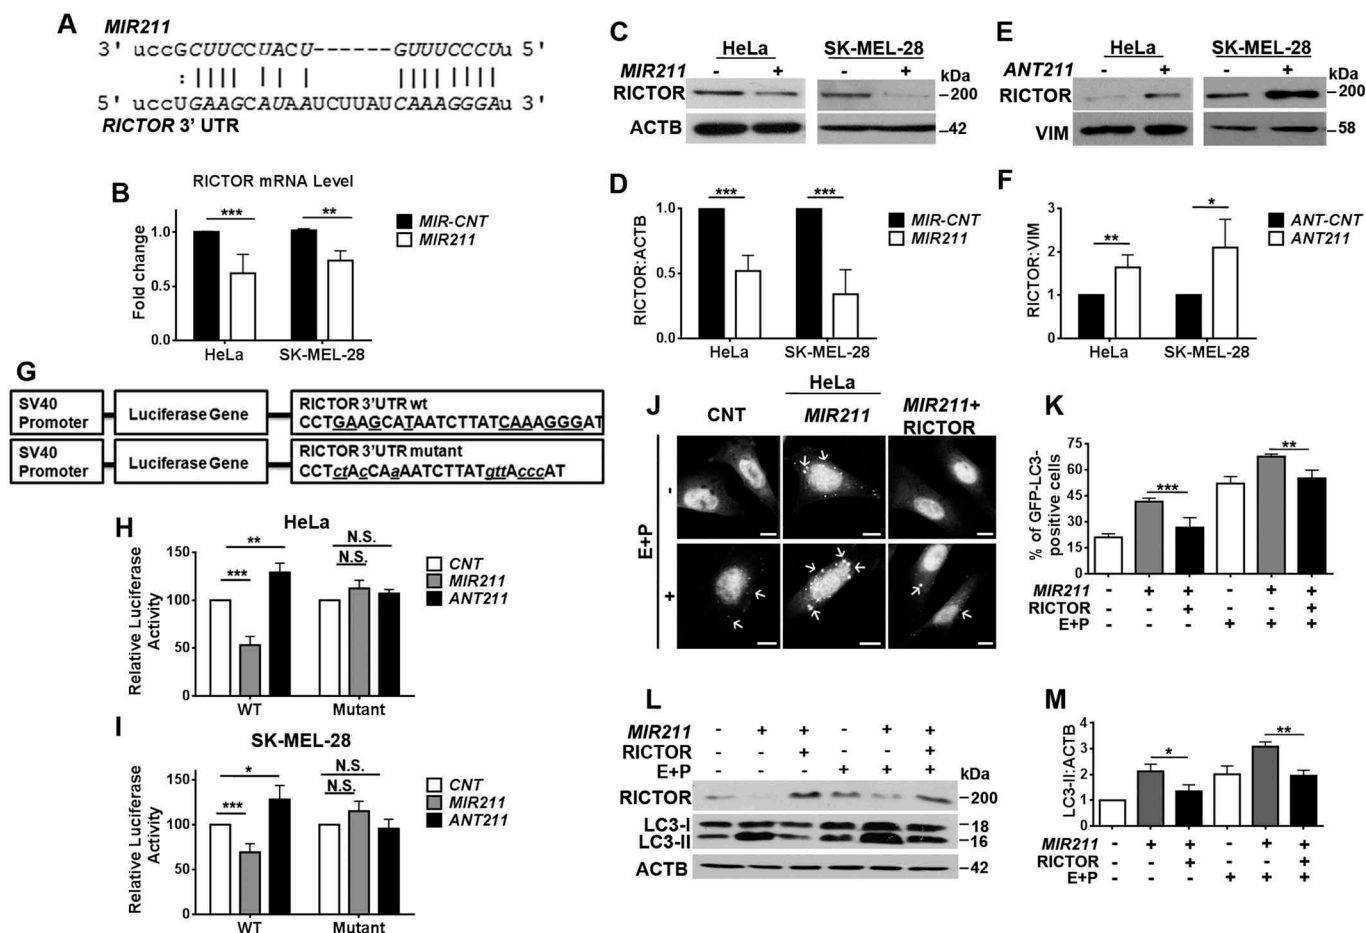 A
MIR211
3' uccGCUUCCUACU------GUUUCCCUu 5'
5' uccUGAAGCAUAAUCUUAUCAAAGGGAu 3'
RICTOR 3' UTR
B
RICTOR mRNA Level
Fold change
1.0
0.5
0.0
***
**
HeLa
SK-MEL-28
MIR-CNT
MIR211
C
HeLa
SK-MEL-28
MIR211 - + - + kDa
RICTOR –200
ACTB –42
D
RICTOR:ACTB
1.0
0.5
0.0
***
***
HeLa
SK-MEL-28
MIR-CNT
MIR211
E
HeLa
SK-MEL-28
ANT211 - + - + kDa
RICTOR –200
VIM –58
F
RICTOR:VIM
3
2
1
0
**
*
HeLa
SK-MEL-28
ANT-CNT
ANT211
G
SV40
Promoter
Luciferase Gene
RICTOR 3'UTR wt
CCTGAAGCATAATCTTATCAAAGGGAT
SV40
Promoter
Luciferase Gene
RICTOR 3'UTR mutant
CCTctAcCAaAATCTTATgttAcccAT
H
HeLa
Relative Luciferase
Activity
150
100
50
0
**
***
N.S.
N.S.
WT
Mutant
CNT
MIR211
ANT211
I
SK-MEL-28
Relative Luciferase
Activity
150
100
50
0
*
***
N.S.
N.S.
WT
Mutant
CNT
MIR211
ANT211
J
HeLa
CNT
MIR211
MIR211+
RICTOR
E+P
-
+
K
% of GFP-LC3-
positive cells
75
60
45
30
15
0
***
**
MIR211 - + + - + +
RICTOR - - + - - +
E+P - - - + + +
L
MIR211 - + + - + +
RICTOR - - + - - +
E+P - - - + + + kDa
RICTOR –200
LC3-I –18
LC3-II –16
ACTB –42
M
LC3-II:ACTB
4
3
2
1
0
*
**
MIR211 - + + - + +
RICTOR - - + - - +
E+P - - - + + +